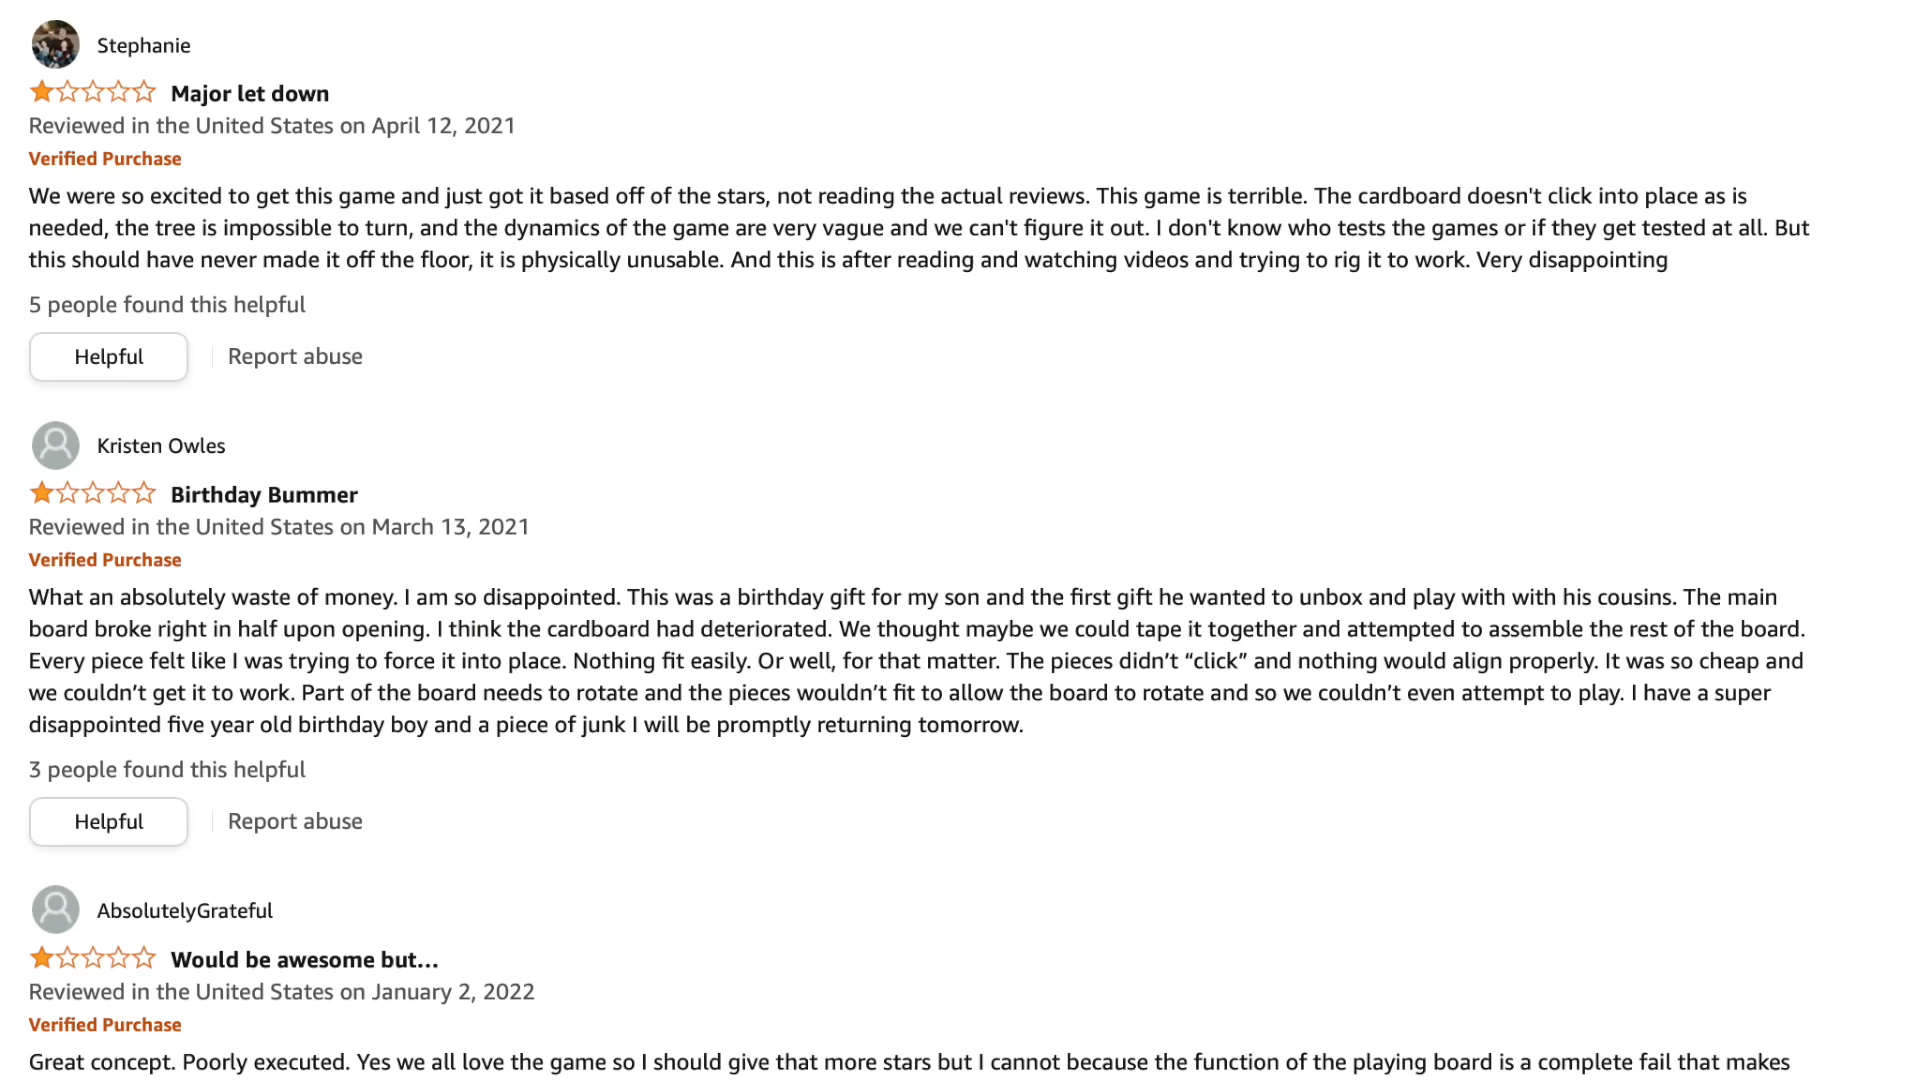 Stephanie
Major let down
Reviewed in the United States on April 12, 2021
Verified Purchase
We were so excited to get this game and just got it based off of the stars, not reading the actual reviews. This game is terrible. The cardboard doesn't click into place as is
needed, the tree is impossible to turn, and the dynamics of the game are very vague and we can't figure it out. I don't know who tests the games or if they get tested at all. But
this should have never made it off the floor, it is physically unusable. And this is after reading and watching videos and trying to rig it to work. Very disappointing
5 people found this helpful
Helpful
Report abuse
Kristen Owles
Birthday Bummer
Reviewed in the United States on March 13, 2021
Verified Purchase
What an absolutely waste of money. I am so disappointed. This was a birthday gift for my son and the first gift he wanted to unbox and play with with his cousins. The main
board broke right in half upon opening. I think the cardboard had deteriorated. We thought maybe we could tape it together and attempted to assemble the rest of the board.
Every piece felt like I was trying to force it into place. Nothing fit easily. Or well, for that matter. The pieces didn’t “click” and nothing would align properly. It was so cheap and
we couldn’t get it to work. Part of the board needs to rotate and the pieces wouldn’t fit to allow the board to rotate and so we couldn’t even attempt to play. I have a super
disappointed five year old birthday boy and a piece of junk I will be promptly returning tomorrow.
3 people found this helpful
Helpful
Report abuse
AbsolutelyGrateful
Would be awesome but...
Reviewed in the United States on January 2, 2022
Verified Purchase
Great concept. Poorly executed. Yes we all love the game so I should give that more stars but I cannot because the function of the playing board is a complete fail that makes